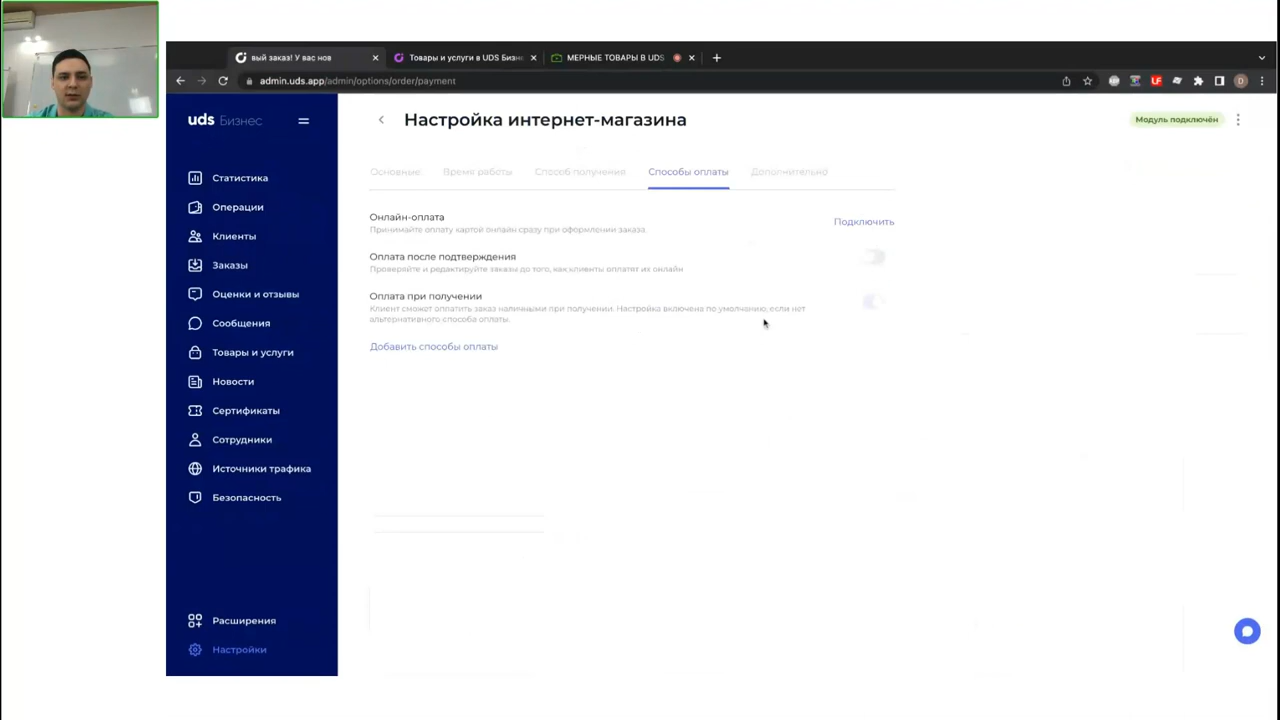 вый заказ! У вас нов
Товары и услуги в UDS Бизн
МЕРНЫЕ ТОВАРЫ В UDS
admin.uds.app/admin/options/order/payment
uds Бизнес
Настройка интернет-магазина
Модуль подключён
Основные
Время работы
Способ получения
Способы оплаты
Дополнительно
Статистика
Операции
Клиенты
Заказы
Оценки и отзывы
Сообщения
Товары и услуги
Новости
Сертификаты
Сотрудники
Источники трафика
Безопасность
Расширения
Настройки
Онлайн-оплата
Принимайте оплату картой онлайн сразу при оформлении заказа.
Подключить
Оплата после подтверждения
Проверяйте и редактируйте заказы до того, как клиенты оплатят их онлайн
Оплата при получении
Клиент сможет оплатить заказ наличными при получении. Настройка включена по умолчанию, если нет
альтернативного способа оплаты.
Добавить способы оплаты